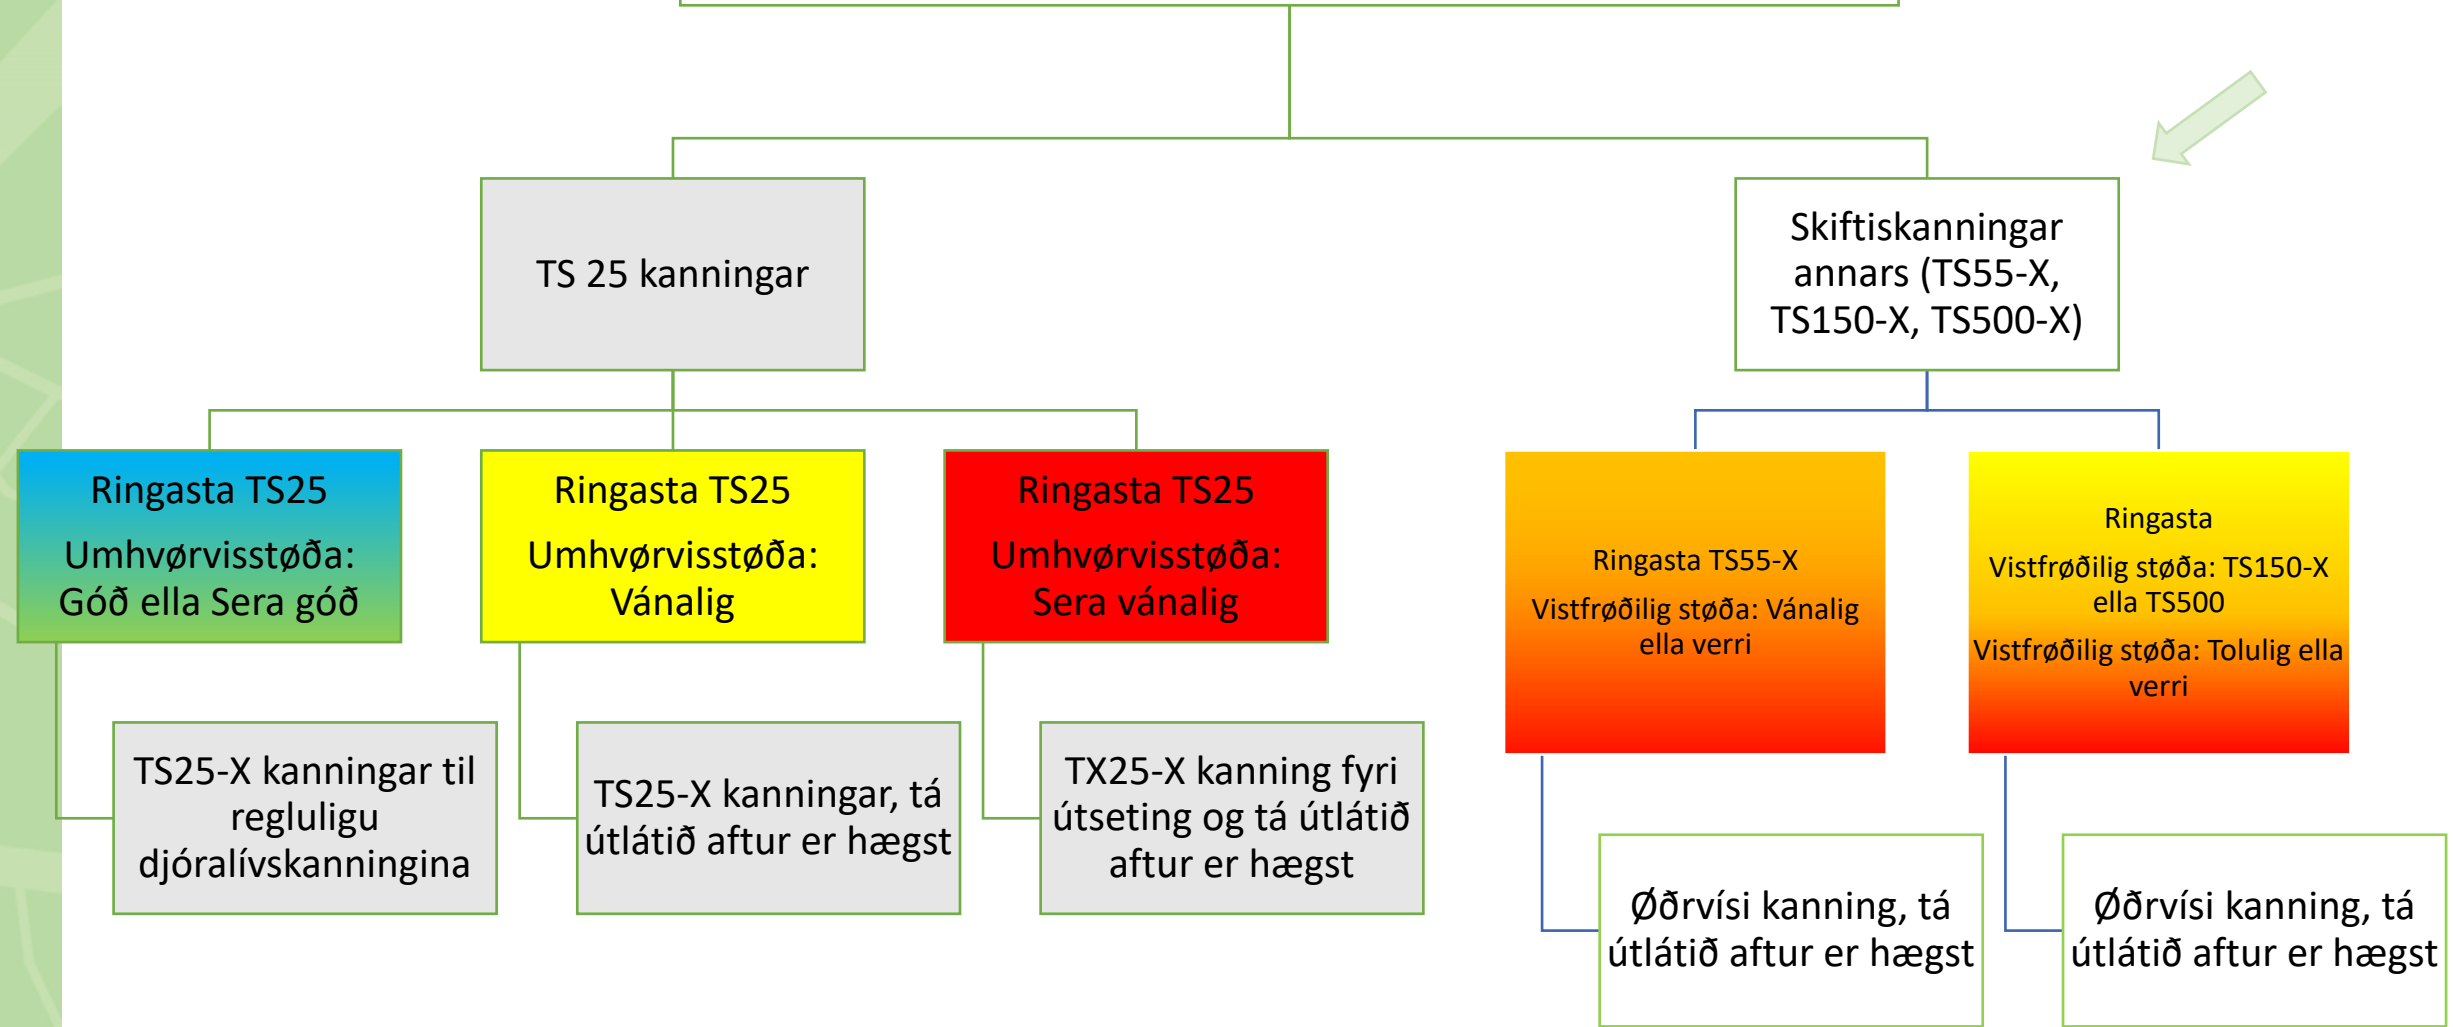 TS 25 kanningar
Skiftiskanningar
annars (TS55-X,
TS150-X, TS500-X)
Ringasta TS25
Umhvørvisstøða:
Góð ella Sera góð
Ringasta TS25
Umhvørvisstøða:
Vánalig
Ringasta TS25
Umhvørvisstøða:
Sera vánalig
Ringasta TS55-X
Vistfrøðilig støða: Vánalig
ella verri
Ringasta
Vistfrøðilig støða: TS150-X
ella TS500
Vistfrøðilig støða: Tolulig ella
verri
TS25-X kanningar til
regluligu
djóralívskanningina
TS25-X kanningar, tá
útlátið aftur er hægst
TX25-X kanning fyri
útseting og tá útlátið
aftur er hægst
Øðrvísi kanning, tá
útlátið aftur er hægst
Øðrvísi kanning, tá
útlátið aftur er hægst